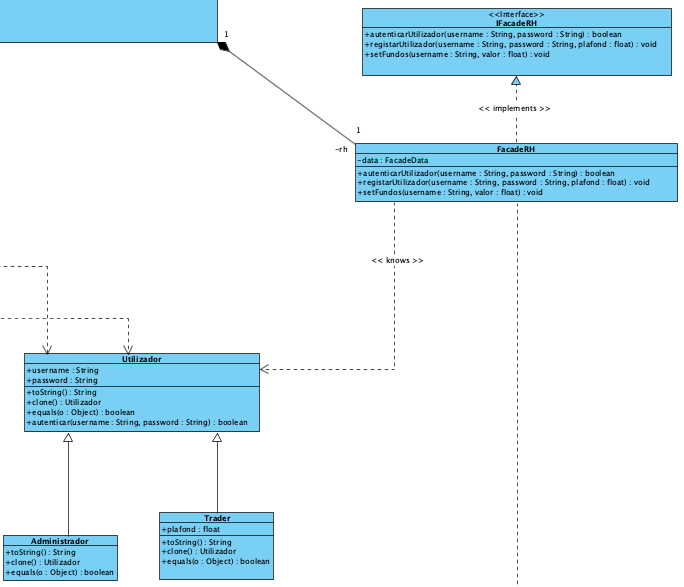 <<Interface>>
IFacadeRH
+autenticarUtilizador(username : String, password : String) : boolean
+registarUtilizador(username : String, password : String, plafond : float) : void
+setFundos(username : String, valor : float) : void
1
<< implements >>
1
-rh
FacadeRH
-data : FacadeData
+autenticarUtilizador(username : String, password : String) : boolean
+registarUtilizador(username : String, password : String, plafond : float) : void
+setFundos(username : String, valor : float) : void
<< knows >>
Utilizador
+username : String
+password : String
+toString() : String
+clone() : Utilizador
+equals(o : Object) : boolean
+autenticar(username : String, password : String) : boolean
Trader
+plafond : float
+toString() : String
+clone() : Utilizador
+equals(o : Object) : boolean
Administrador
+toString() : String
+clone() : Utilizador
+equals(o : Object) : boolean